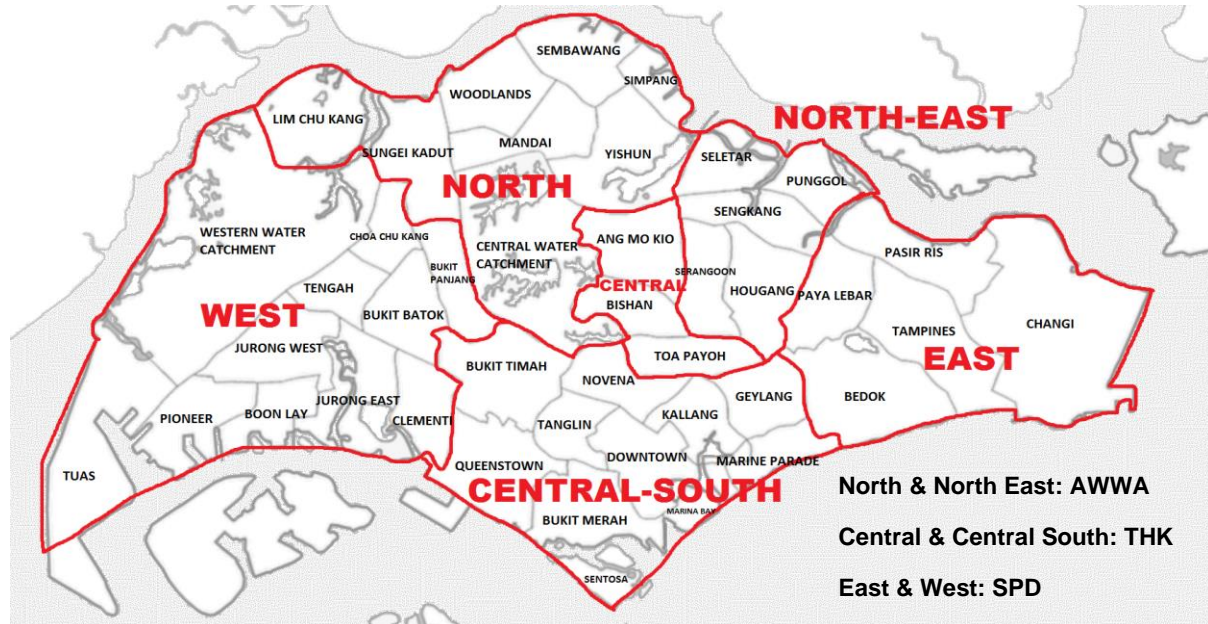 SEMBAWANG
SIMPANG
WOODLANDS
NORTH-EAST
LIM CHU KANG
MANDAI
SUNGEI KADUT
YISHUN
SELETAR
PUNGGOL
NORTH
SENGKANG
WESTERN WATER
CATCHMENT
CHOA CHU KANG
ANG MO KIO
CENTRAL WATER
CATCHMENT
PASIR RIS
BUKIT
PANJANG
SERANGOON
CENTRAL
HOUGANG
PAYA LEBAR
TENGAH
BISHAN
WEST
BUKIT BATOK
TAMPINES
CHANGI
JURONG WEST
TOA PAYOH
EAST
BUKIT TIMAH
NOVENA
GEYLANG
BEDOK
JURONG EAST
PIONEER
BOON LAY
CLEMENTI
KALLANG
TANGLIN
DOWNTOWN
MARINE PARADE
QUEENSTOWN
TUAS
CENTRAL-SOUTH
MARINA BAY
BUKIT MERAH
SENTOSA
North & North East: AWWA
Central & Central South: THK
East & West: SPD